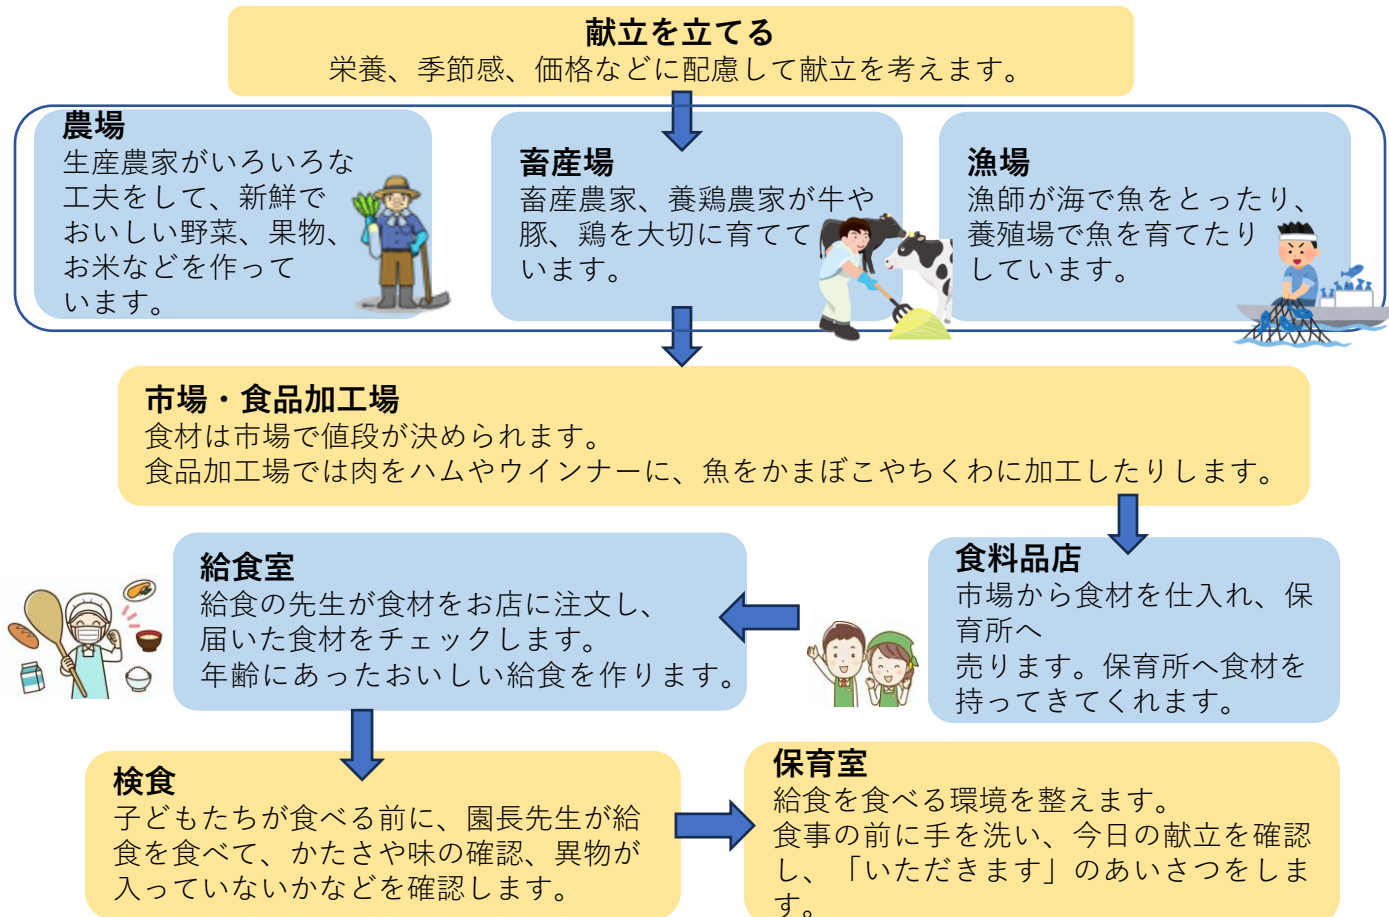 献立を立てる
栄養、季節感、価格などに配慮して献立を考えます。
農場
生産農家がいろいろな
工夫をして、新鮮で
おいしい野菜、果物、
お米などを作って
います。
畜産場
畜産農家、養鶏農家が牛や
豚、鶏を大切に育てて
います。
漁場
漁師が海で魚をとったり、
養殖場で魚を育てたり
しています。
市場・食品加工場
食材は市場で値段が決められます。
食品加工場では肉をハムやウインナーに、魚をかまぼこやちくわに加工したりします。
食料品店
市場から食材を仕入れ、保
育所へ
売ります。保育所へ食材を
持ってきてくれます。
給食室
給食の先生が食材をお店に注文し、
届いた食材をチェックします。
年齢にあったおいしい給食を作ります。
検食
子どもたちが食べる前に、園長先生が給
食を食べて、かたさや味の確認、異物が
入っていないかなどを確認します。
保育室
給食を食べる環境を整えます。
食事の前に手を洗い、今日の献立を確認
し、「いただきます」のあいさつをしま
す。